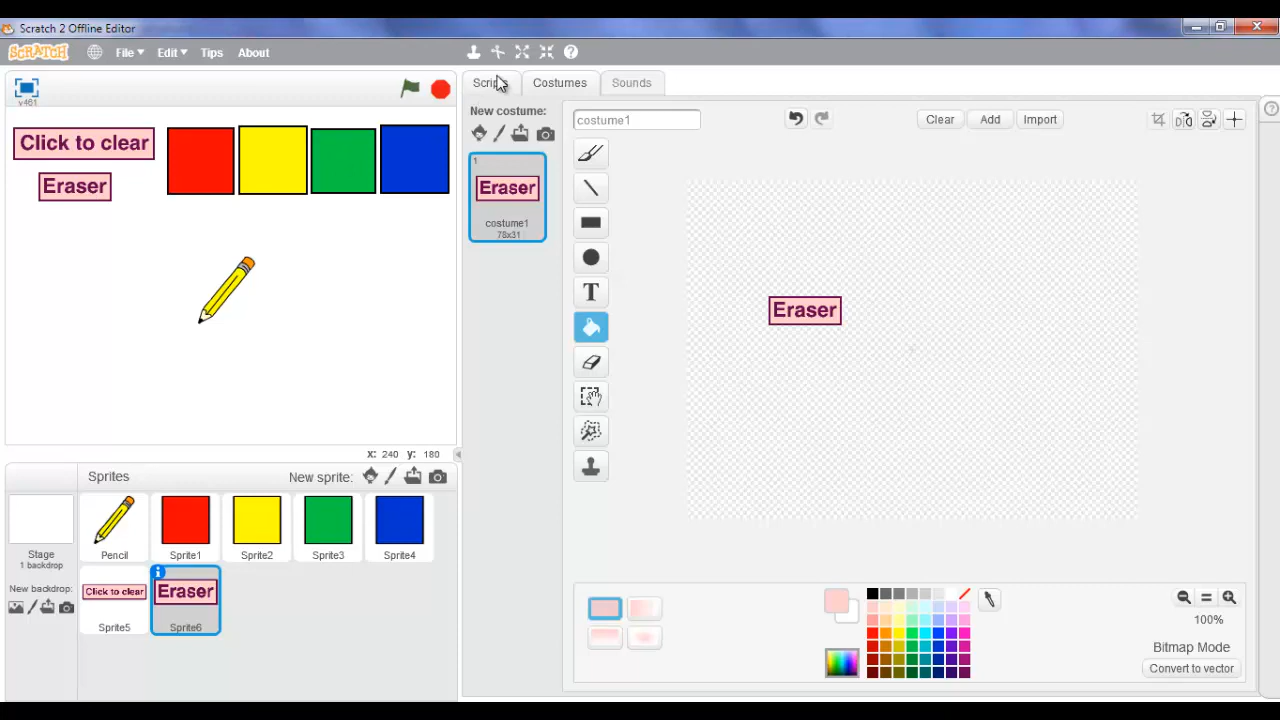 Scratch 2 Offline Editor
SCRATCH File Edit Tips About
v461
Scripts Costumes Sounds
New costume:
costume1
Clear Add Import
Click to clear
Eraser
1
Eraser
costume1
78x31
T
Eraser
x: 240 y: 180
Sprites New sprite:
Stage
1 backdrop
New backdrop:
Pencil Sprite1 Sprite2 Sprite3 Sprite4
Click to clear
Sprite5
Eraser
Sprite6
100%
Bitmap Mode
Convert to vector